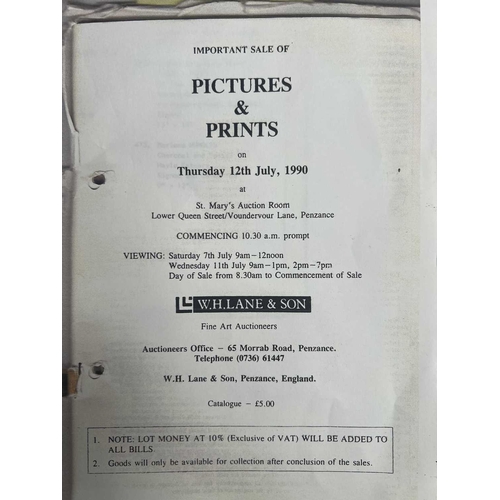 IMPORTANT SALE OF
PICTURES
&
PRINTS
on
Thursday 12th July, 1990
at
St. Mary's Auction Room
Lower Queen Street/Voundervour Lane, Penzance
COMMENCING 10.30 a.m. prompt
VIEWING: Saturday 7th July 9am–12noon
Wednesday 11th July 9am–1pm, 2pm–7pm
Day of Sale from 8.30am to Commencement of Sale
W.H.LANE & SON
Fine Art Auctioneers
Auctioneers Office – 65 Morrab Road, Penzance.
Telephone (0736) 61447
W.H. Lane & Son, Penzance, England.
Catalogue – £5.00
1. NOTE: LOT MONEY AT 10% (Exclusive of VAT) WILL BE ADDED TO
ALL BILLS
2. Goods will only be available for collection after conclusion of the sales.